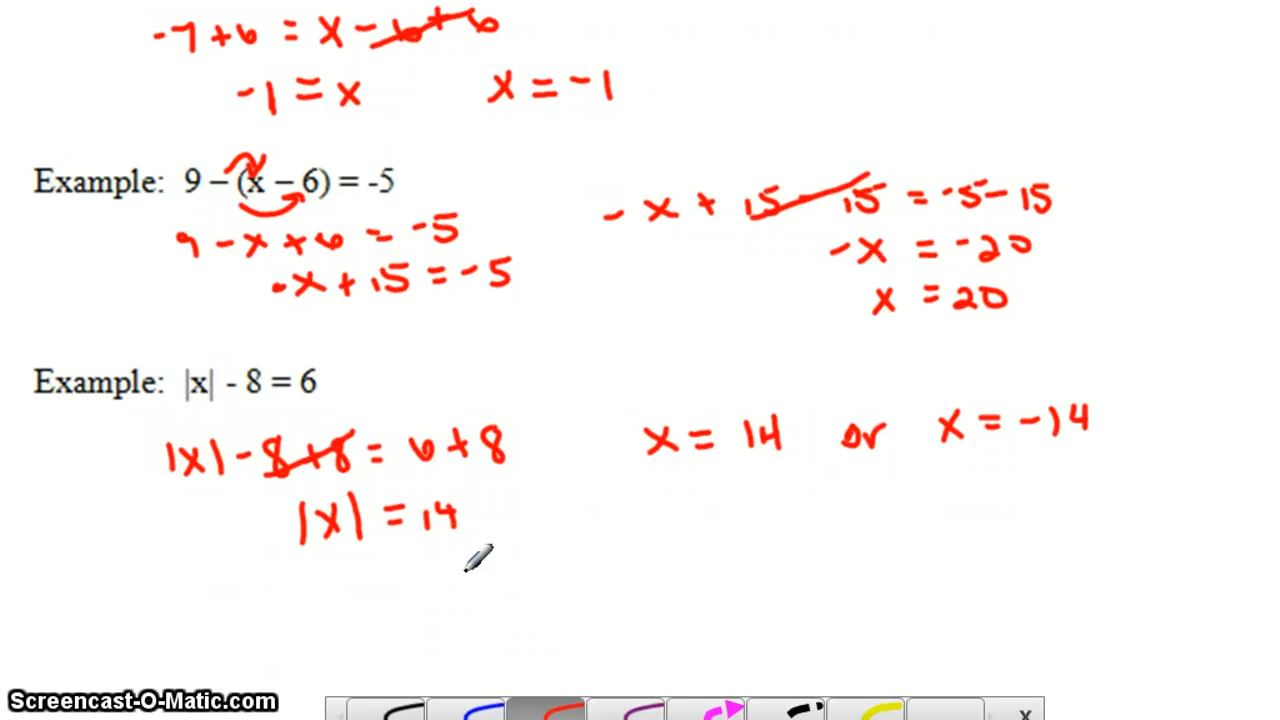 -7 + 6 = x - 6 + 6
-1 = x x = -1
Example: 9 – (x – 6) = -5
9 - x + 6 = -5
-x + 15 = -5
-x + 15 - 15 = -5 - 15
-x = -20
x = 20
Example: |x| - 8 = 6
|x| - 8 + 8 = 6 + 8
|x| = 14
x = 14 or x = -14
Screencast-O-Matic.com
x